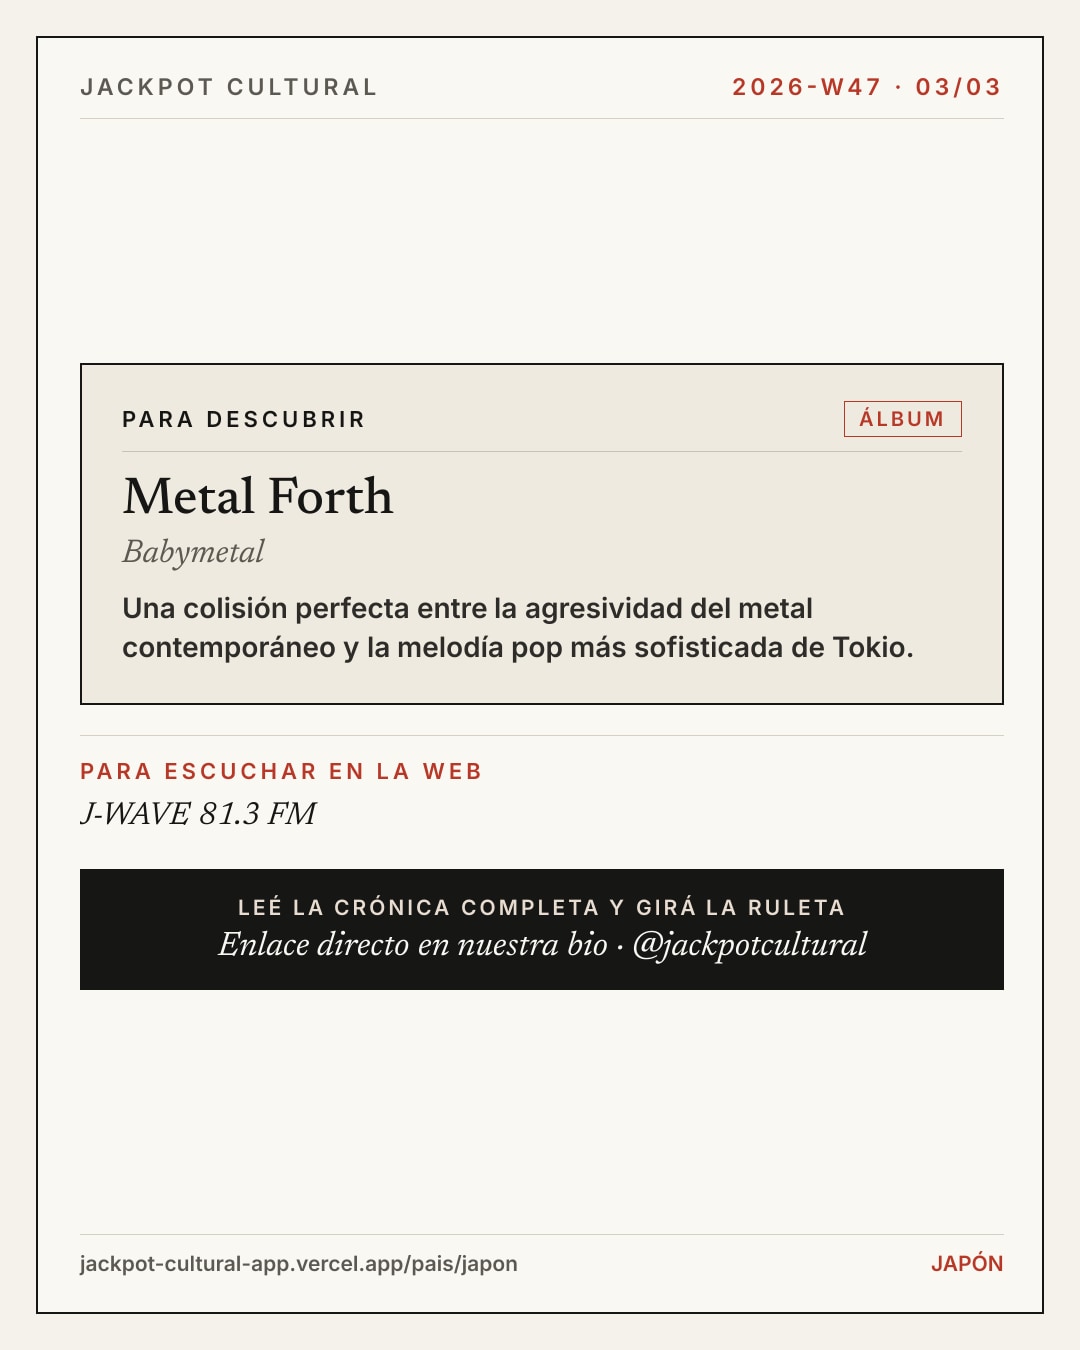 JACKPOT CULTURAL
2026-W47 · 03/03
PARA DESCUBRIR
ÁLBUM
Metal Forth
Babymetal
Una colisión perfecta entre la agresividad del metal
contemporáneo y la melodía pop más sofisticada de Tokio.
PARA ESCUCHAR EN LA WEB
J-WAVE 81.3 FM
LEÉ LA CRÓNICA COMPLETA Y GIRÁ LA RULETA
Enlace directo en nuestra bio · @jackpotcultural
jackpot-cultural-app.vercel.app/pais/japon
JAPÓN